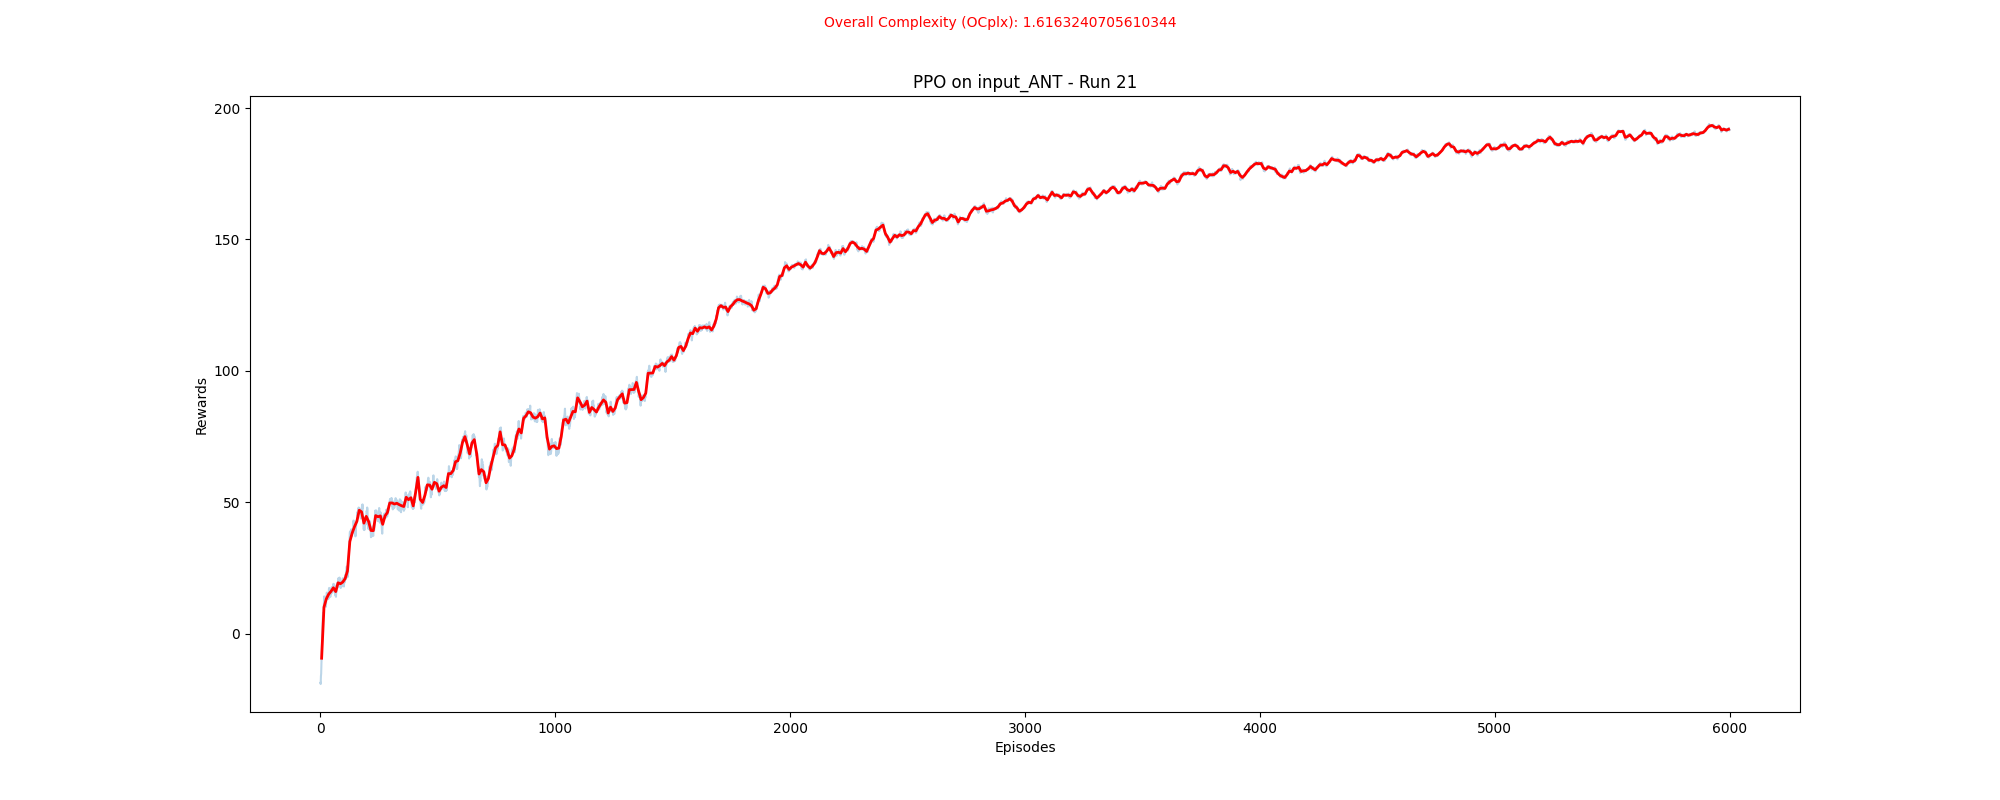 Overall Complexity (OCplx): 1.6163240705610344
PPO on input_ANT - Run 21
200
150
100
50
0
Rewards
0 1000 2000 3000 4000 5000 6000
Episodes